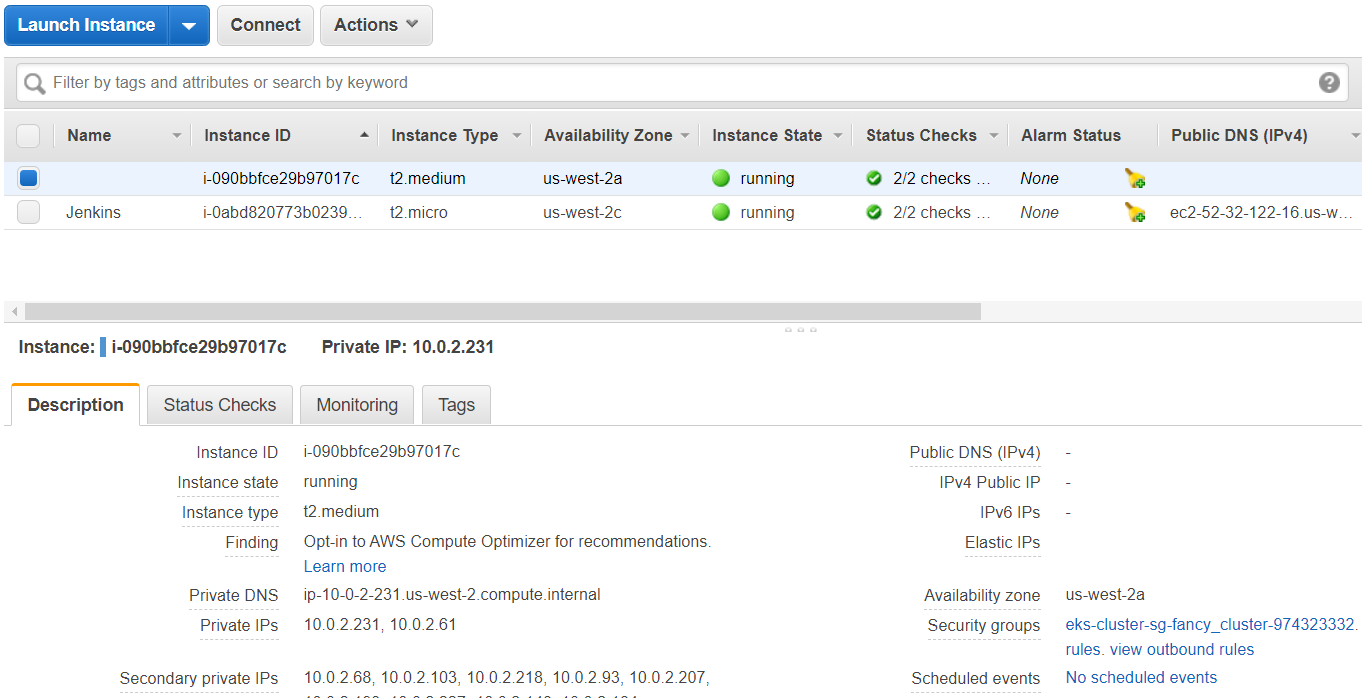 Launch Instance Connect Actions
Filter by tags and attributes or search by keyword ?
Name Instance ID Instance Type Availability Zone Instance State Status Checks Alarm Status Public DNS (IPv4)
i-090bbfce29b97017c t2.medium us-west-2a running 2/2 checks ... None
Jenkins i-0abd820773b0239... t2.micro us-west-2c running 2/2 checks ... None ec2-52-32-122-16.us-w...
Instance: i-090bbfce29b97017c Private IP: 10.0.2.231
Description Status Checks Monitoring Tags
Instance ID i-090bbfce29b97017c Public DNS (IPv4) -
Instance state running IPv4 Public IP -
Instance type t2.medium IPv6 IPs -
Finding Opt-in to AWS Compute Optimizer for recommendations. Elastic IPs
Learn more
Private DNS ip-10-0-2-231.us-west-2.compute.internal Availability zone us-west-2a
Private IPs 10.0.2.231, 10.0.2.61 Security groups eks-cluster-sg-fancy_cluster-974323332.
rules. view outbound rules
Secondary private IPs 10.0.2.68, 10.0.2.103, 10.0.2.218, 10.0.2.93, 10.0.2.207, Scheduled events No scheduled events